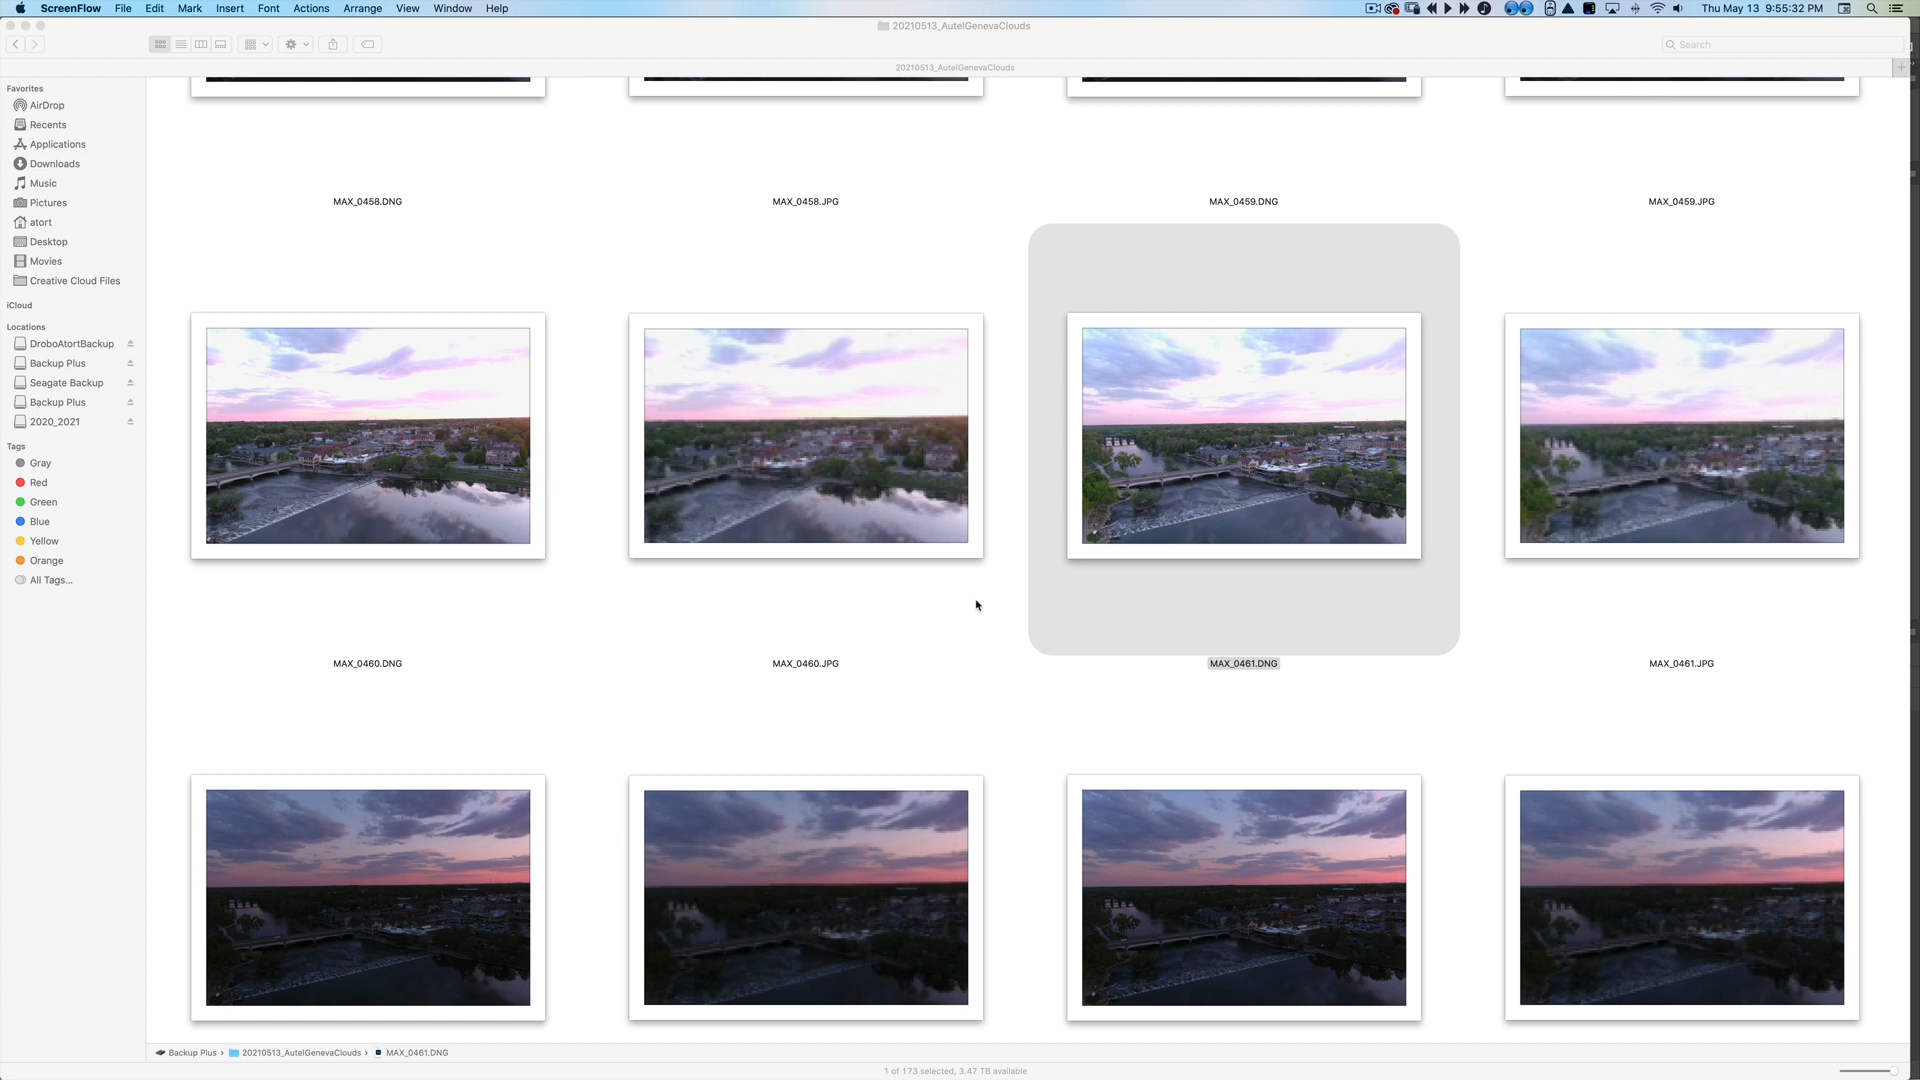 ScreenFlow File Edit Mark Insert Font Actions Arrange View Window Help Thu May 13 9:55:32 PM
20210513_AutelGenevaClouds
Search
20210513_AutelGenevaClouds
Favorites
AirDrop
Recents
Applications
Downloads
Music
Pictures
atort
Desktop
Movies
Creative Cloud Files
iCloud
Locations
DroboAtortBackup
Backup Plus
Seagate Backup
Backup Plus
2020_2021
Tags
Gray
Red
Green
Blue
Yellow
Orange
All Tags...
MAX_0458.DNG MAX_0458.JPG MAX_0459.DNG MAX_0459.JPG
MAX_0460.DNG MAX_0460.JPG MAX_0461.DNG MAX_0461.JPG
Backup Plus › 20210513_AutelGenevaClouds › MAX_0461.DNG
1 of 173 selected, 3.47 TB available